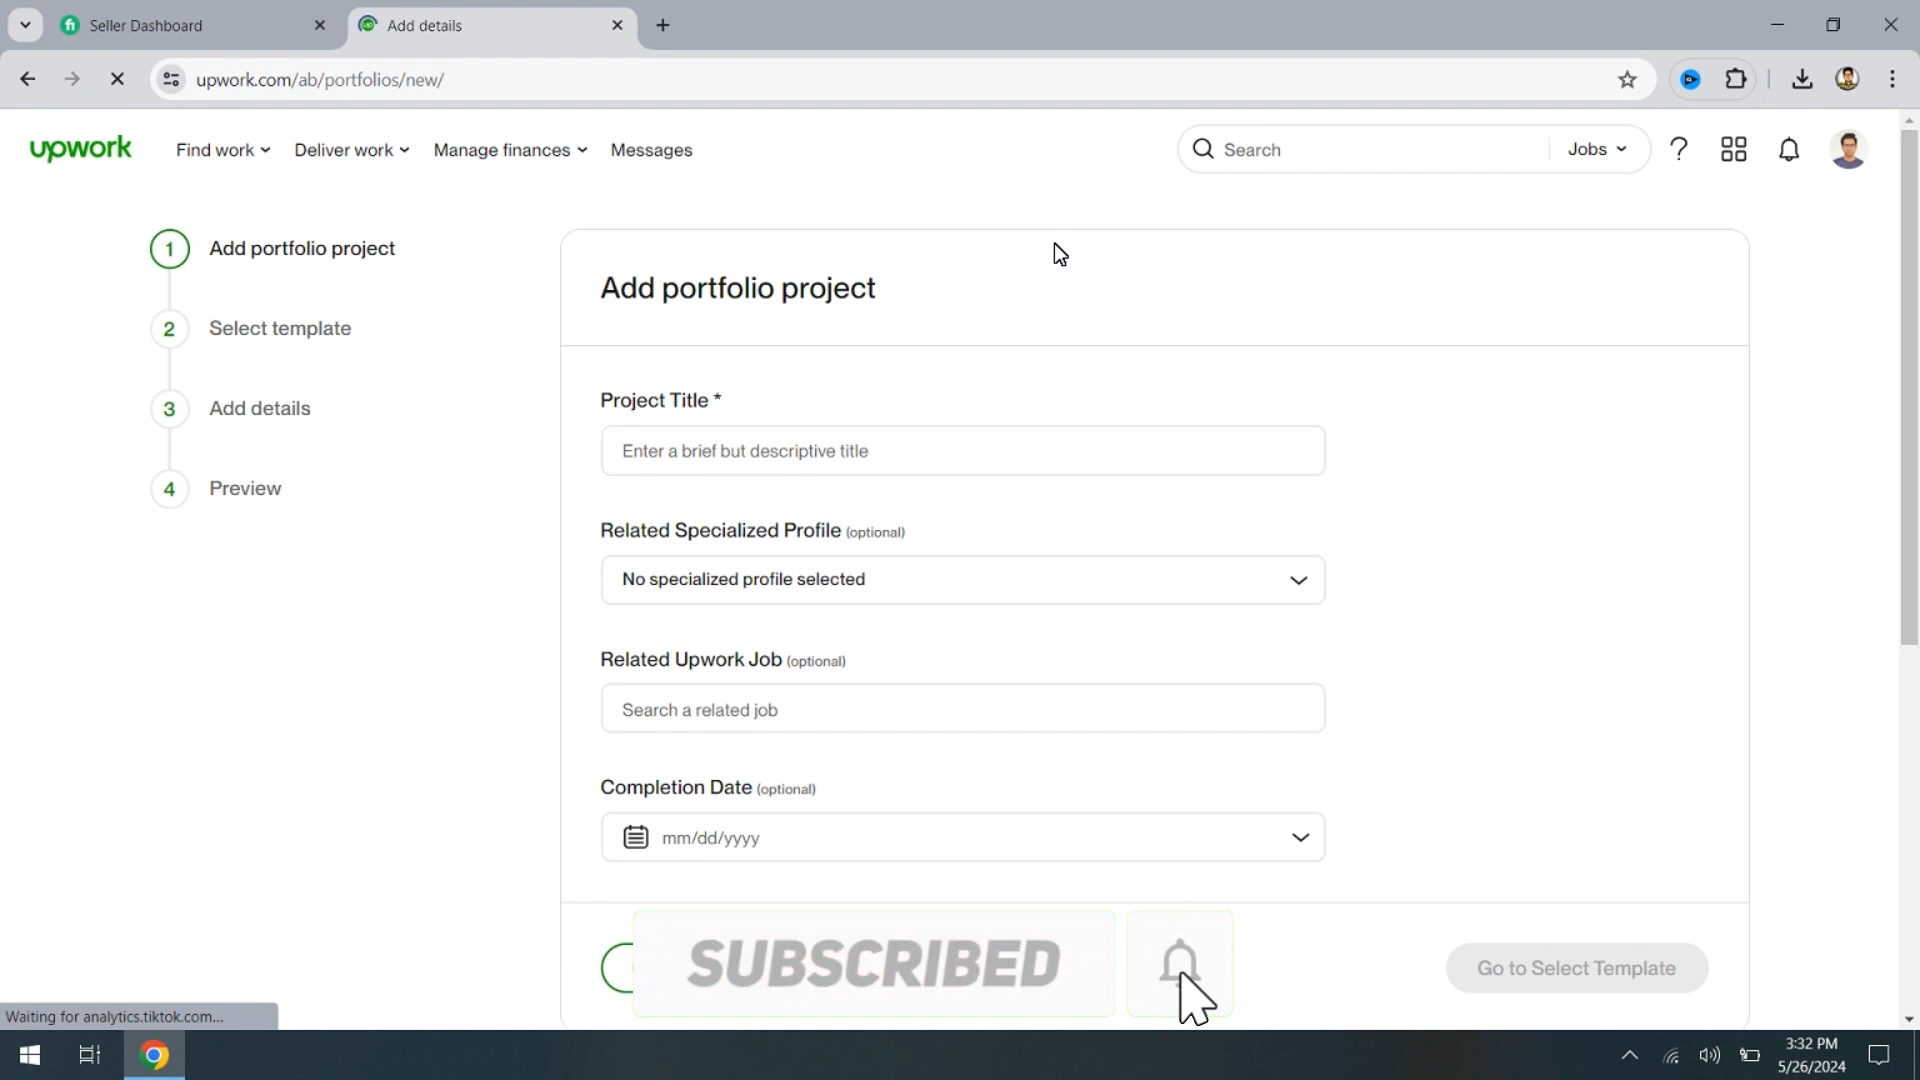 Seller Dashboard
Add details
upwork.com/ab/portfolios/new/
upwork
Find work
Deliver work
Manage finances
Messages
Search
Jobs
1 Add portfolio project
2 Select template
3 Add details
4 Preview
Add portfolio project
Project Title *
Enter a brief but descriptive title
Related Specialized Profile (optional)
No specialized profile selected
Related Upwork Job (optional)
Search a related job
Completion Date (optional)
mm/dd/yyyy
SUBSCRIBED
Go to Select Template
Waiting for analytics.tiktok.com...
3:32 PM
5/26/2024